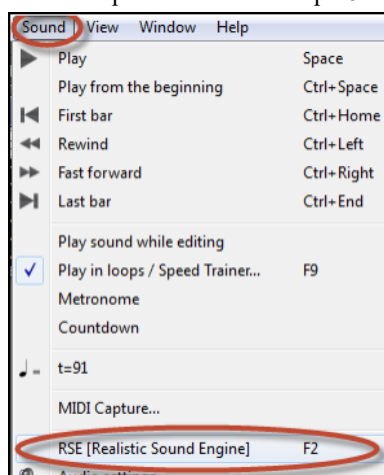 Sound View Window Help
Play Space
Play from the beginning Ctrl+Space
First bar Ctrl+Home
Rewind Ctrl+Left
Fast forward Ctrl+Right
Last bar Ctrl+End
Play sound while editing
Play in loops / Speed Trainer... F9
Metronome
Countdown
t=91
MIDI Capture...
RSE [Realistic Sound Engine] F2